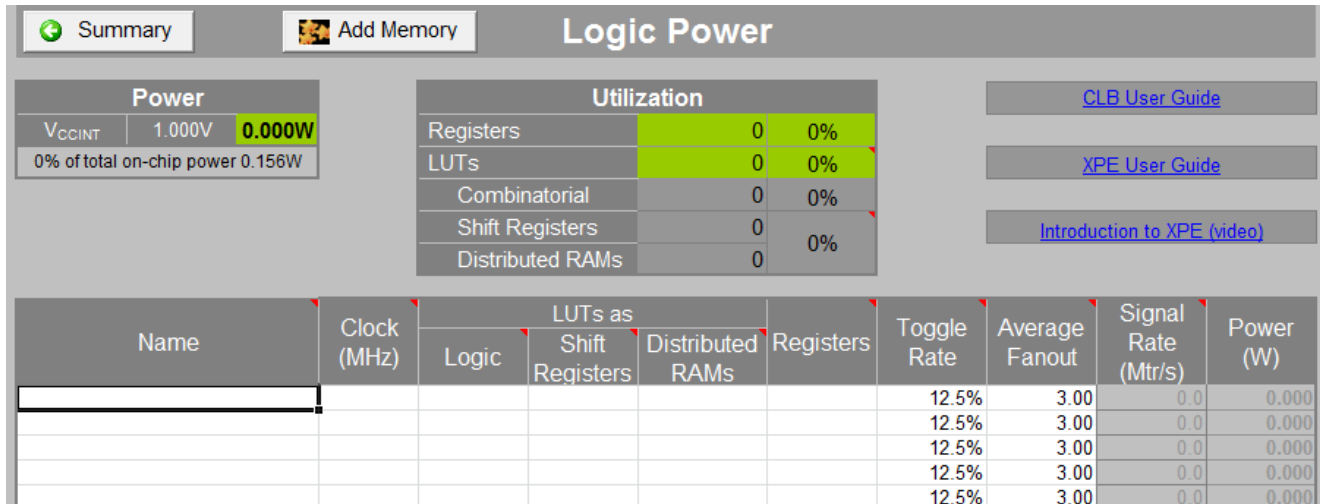 Summary Add Memory Logic Power
Power
VCCINT 1.000V 0.000W
0% of total on-chip power 0.156W
Utilization
Registers 0 0%
LUTs 0 0%
Combinatorial 0 0%
Shift Registers 0
Distributed RAMs 0
0%
CLB User Guide
XPE User Guide
Introduction to XPE (video)
Name
Clock
(MHz)
LUTs as
Logic
Shift
Registers
Distributed
RAMs
Registers
Toggle
Rate
Average
Fanout
Signal
Rate
(Mtr/s)
Power
(W)
12.5% 3.00 0.0 0.000
12.5% 3.00 0.0 0.000
12.5% 3.00 0.0 0.000
12.5% 3.00 0.0 0.000
12.5% 3.00 0.0 0.000